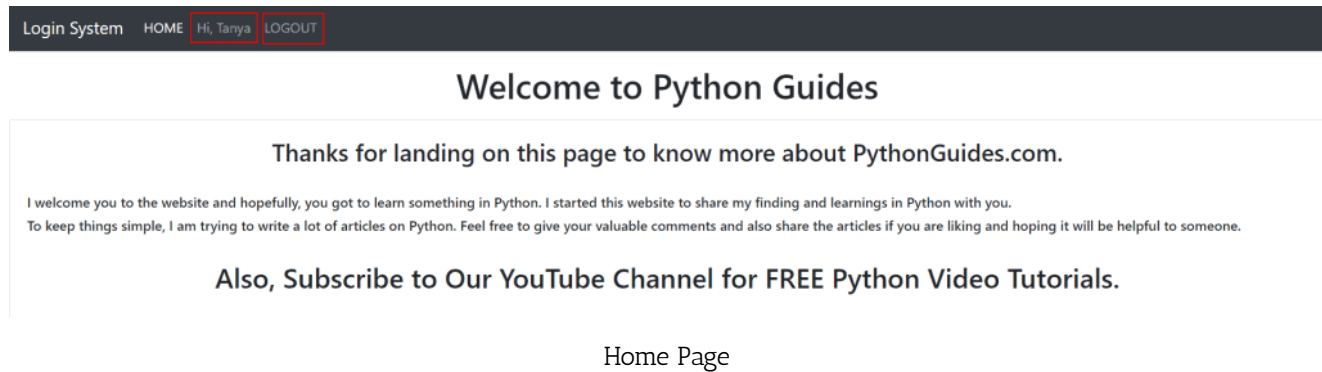 Login System HOME Hi, Tanya LOGOUT
Welcome to Python Guides
Thanks for landing on this page to know more about PythonGuides.com.
I welcome you to the website and hopefully, you got to learn something in Python. I started this website to share my finding and learnings in Python with you.
To keep things simple, I am trying to write a lot of articles on Python. Feel free to give your valuable comments and also share the articles if you are liking and hoping it will be helpful to someone.
Also, Subscribe to Our YouTube Channel for FREE Python Video Tutorials.
Home Page